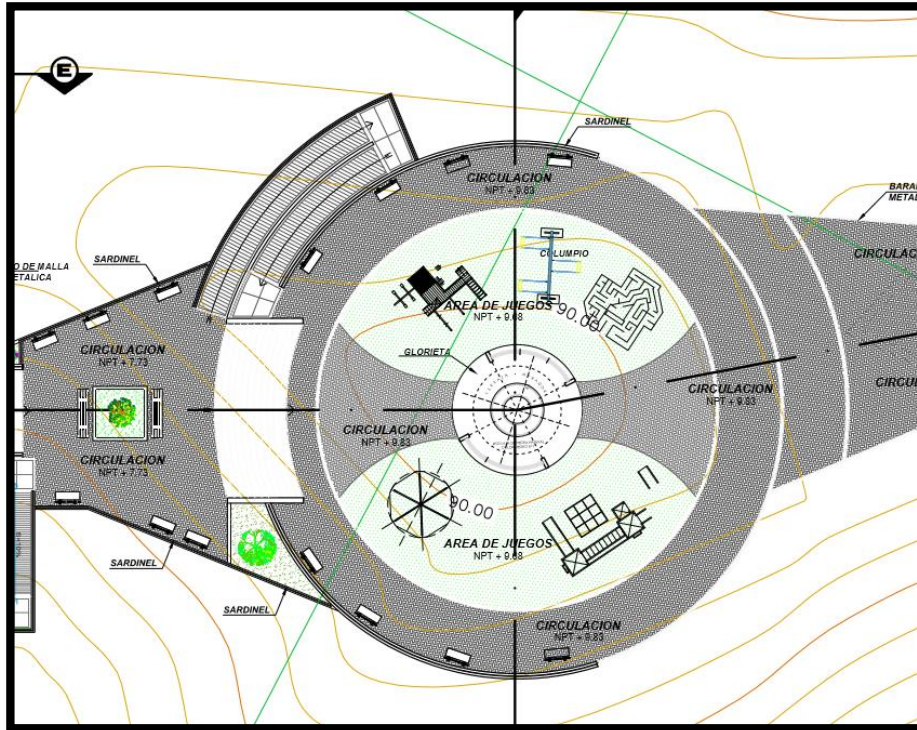 E
SARDINEL
CIRCULACION
NPT + 9.83
BARA
METAL
CIRCULACIO
O DE MALLA
ETALICA
SARDINEL
COLUMPIO
AREA DE JUEGOS
NPT + 9.68
90.00
GLORIETA
CIRCULACION
NPT + 7.73
CIRCULACION
NPT + 9.83
CIRCU
CIRCULACION
NPT + 9.83
CIRCULACION
NPT + 7.73
90.00
AREA DE JUEGOS
NPT + 9.68
SARDINEL
SARDINEL
CIRCULACION
NPT + 9.83